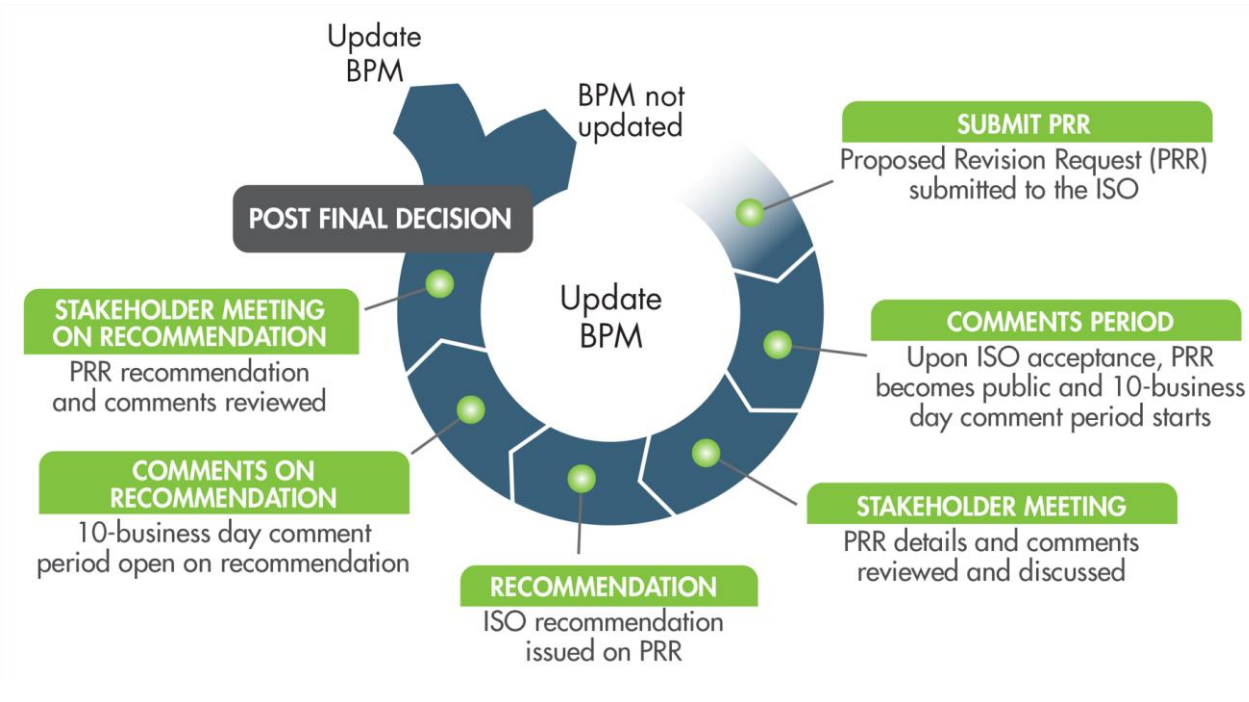 Update
BPM
BPM not
updated
SUBMIT PRR
Proposed Revision Request (PRR)
submitted to the ISO
COMMENTS PERIOD
Upon ISO acceptance, PRR
becomes public and 10-business
day comment period starts
STAKEHOLDER MEETING
PRR details and comments
reviewed and discussed
RECOMMENDATION
ISO recommendation
issued on PRR
COMMENTS ON
RECOMMENDATION
10-business day comment
period open on recommendation
STAKEHOLDER MEETING
ON RECOMMENDATION
PRR recommendation
and comments reviewed
POST FINAL DECISION
Update
BPM